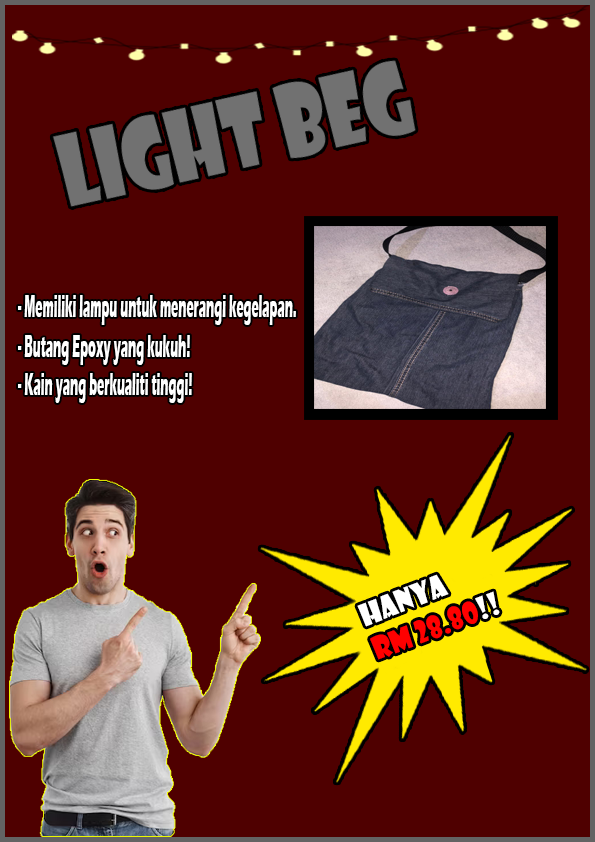 LIGHT BEG
- Memiliki lampu untuk menerangi kegelapan.
- Butang Epoxy yang kukuh!
- Kain yang berkualiti tinggi!
HANYA
RM 28.80!!